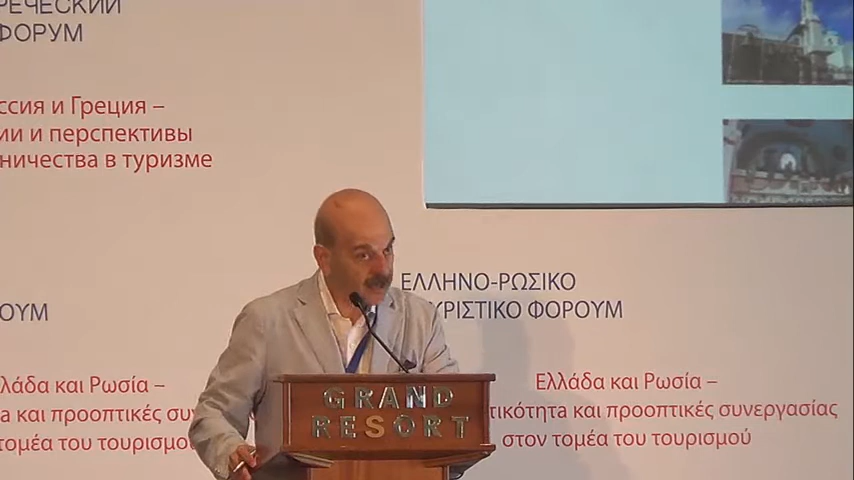 РЕЧЕСКИЙ
ФОРУМ
ссия и Греция –
ии и перспективы
ничества в туризме
ΕΛΛΗΝΟ-ΡΩΣΙΚΟ
ΥΡΙΣΤΙΚΟ ΦΟΡΟΥΜ
ΟΥΜ
λάδα και Ρωσία –
α και προοπτικές συ
τομέα του τουρισμού
Ελλάδα και Ρωσία –
τικότητα και προοπτικές συνεργασίας
στον τομέα του τουρισμού
GRAND
RESORT